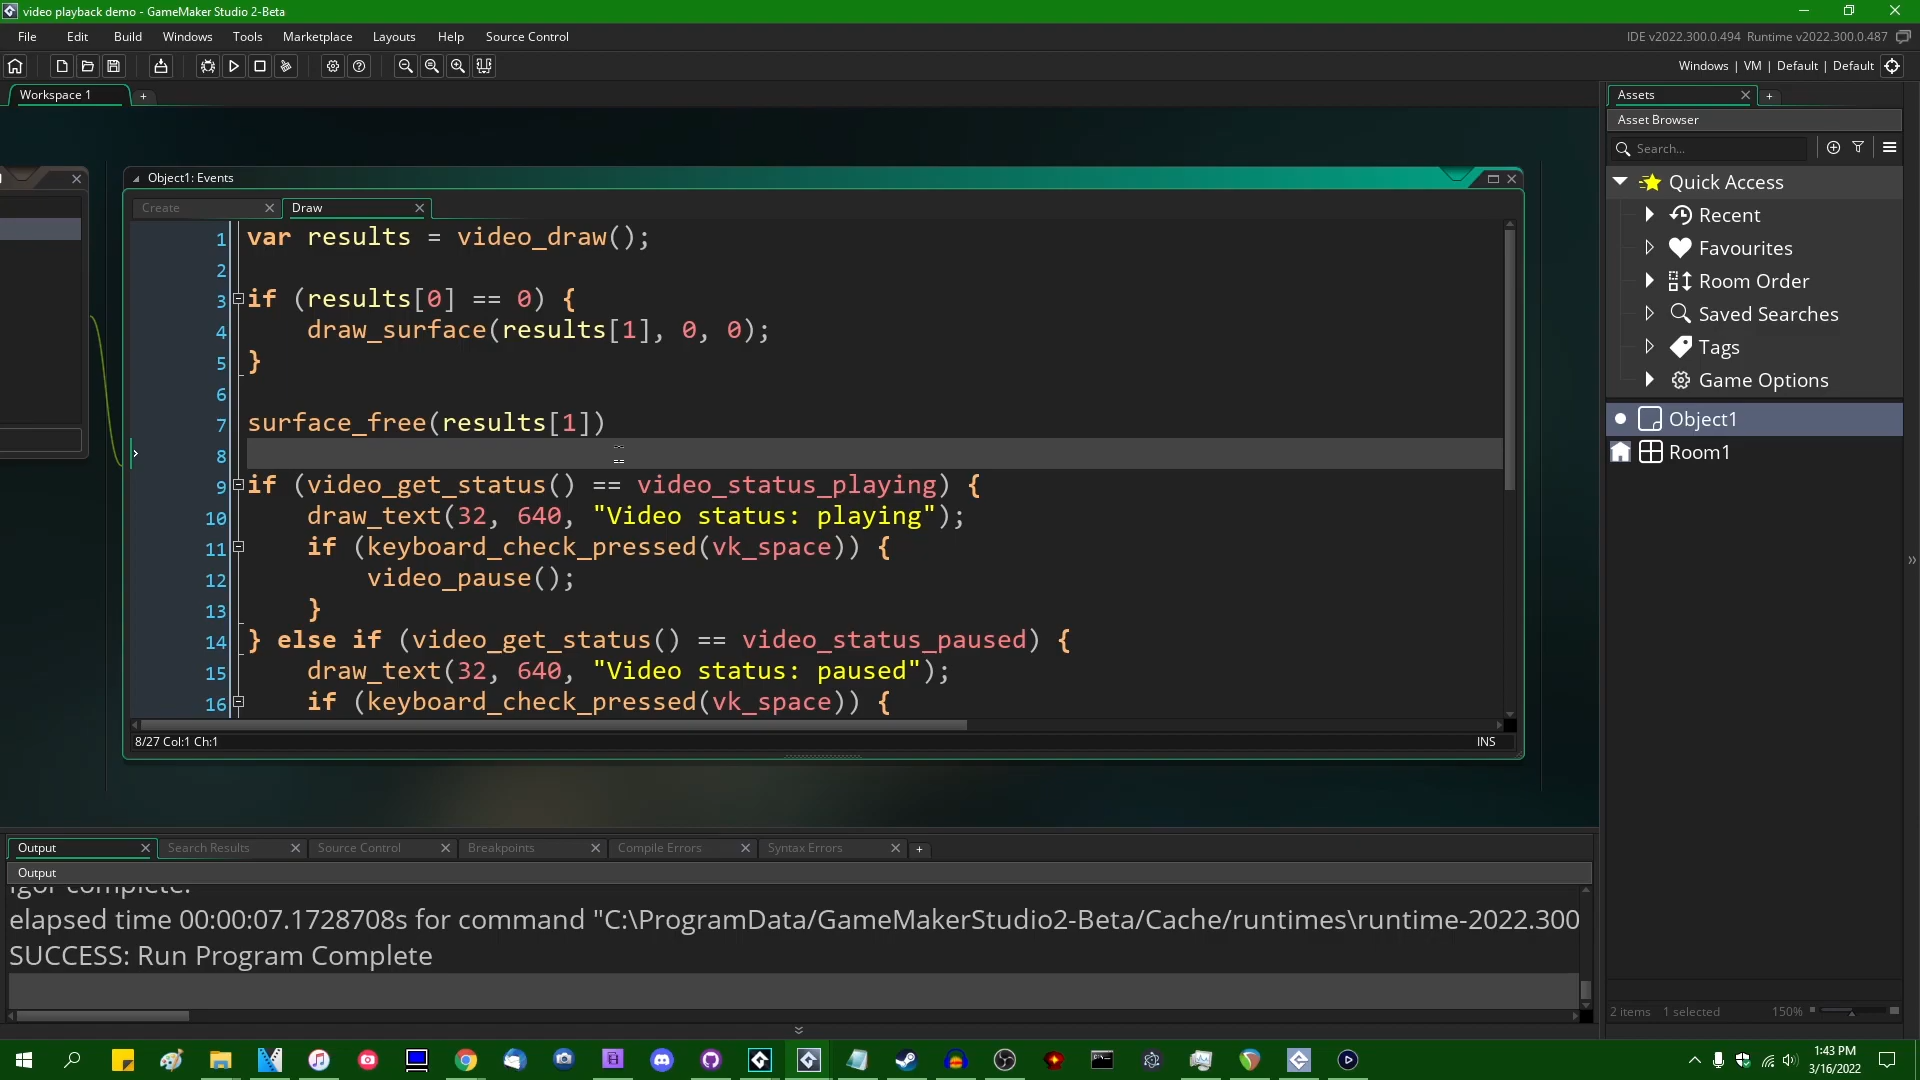 video playback demo - GameMaker Studio 2-Beta
File Edit Build Windows Tools Marketplace Layouts Help Source Control
IDE v2022.300.0.494 Runtime v2022.300.0.487
Windows | VM | Default | Default
Workspace 1
Assets
Asset Browser
Search...
Quick Access
Recent
Favourites
Room Order
Saved Searches
Tags
Game Options
Object1
Room1
2 items 1 selected 150%
Object1: Events
Create Draw
1 var results = video_draw();
2
3 if (results[0] == 0) {
4 draw_surface(results[1], 0, 0);
5 }
6
7 surface_free(results[1])
8
9 if (video_get_status() == video_status_playing) {
10 draw_text(32, 640, "Video status: playing");
11 if (keyboard_check_pressed(vk_space)) {
12 video_pause();
13 }
14 } else if (video_get_status() == video_status_paused) {
15 draw_text(32, 640, "Video status: paused");
16 if (keyboard_check_pressed(vk_space)) {
8/27 Col:1 Ch:1 INS
Output Search Results Source Control Breakpoints Compile Errors Syntax Errors
Output
Igor complete.
elapsed time 00:00:07.1728708s for command "C:\ProgramData/GameMakerStudio2-Beta/Cache/runtimes\runtime-2022.300
SUCCESS: Run Program Complete
1:43 PM
3/16/2022